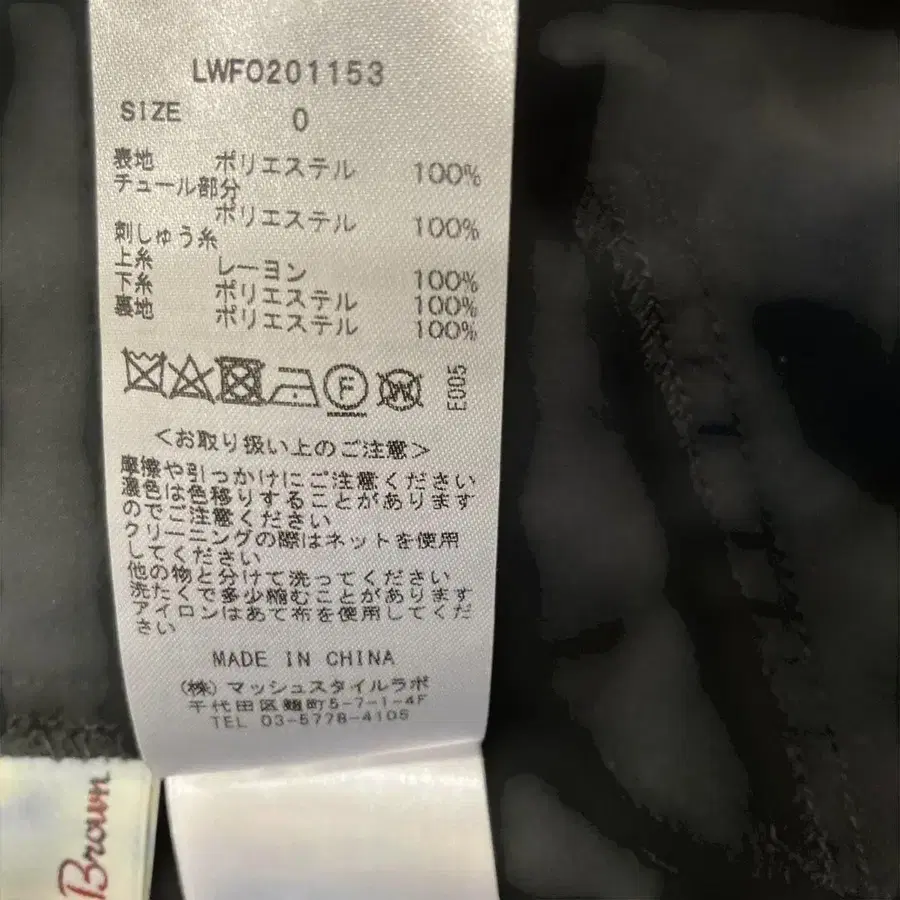 LWFO201153
SIZE 0
表地 ポリエステル 100%
チュール部分
ポリエステル 100%
刺しゅう糸
上糸 レーヨン 100%
下糸 ポリエステル 100%
裏地 ポリエステル 100%
F
W
E005
<お取り扱い上のご注意>
摩擦や引っかけにご注意ください
濃色は色移りすることがあります
のでご注意ください
クリーニングの際はネットを使用
してください
他の物と分けて洗ってください
洗たくで多少縮むことがあります
アイロンはあて布を使用してくだ
さい
MADE IN CHINA
(株)マッシュスタイルラボ
千代田区麹町5-7-1-4F
TEL 03-5778-4105
Brown